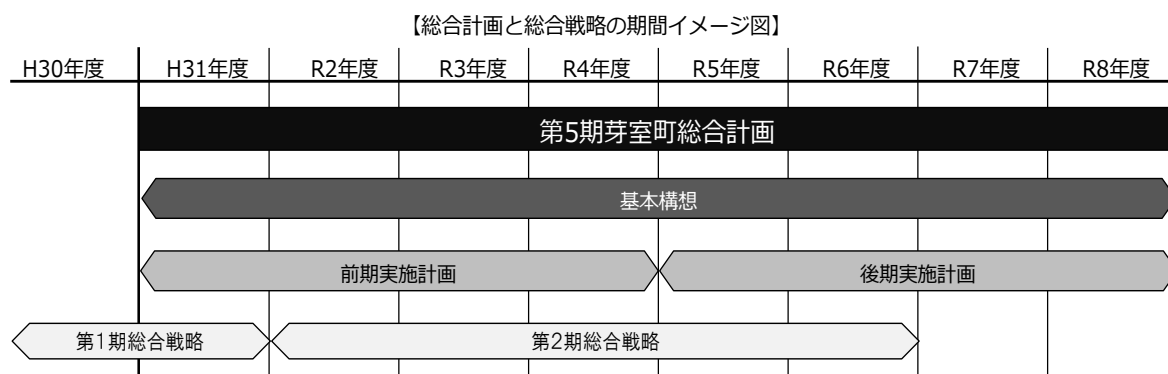 【総合計画と総合戦略の期間イメージ図】
H30年度 H31年度 R2年度 R3年度 R4年度 R5年度 R6年度 R7年度 R8年度
第5期芽室町総合計画
基本構想
前期実施計画 後期実施計画
第1期総合戦略 第2期総合戦略